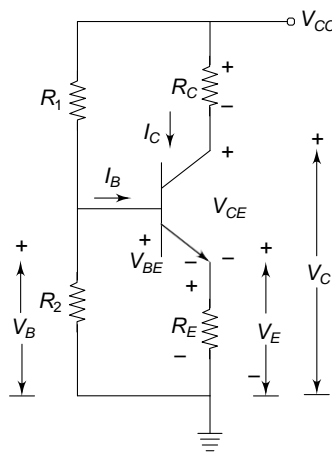 V_CC
+
R_C
R_1
−
I_C
+
+
I_B
V_CE
+
+
V_BE
−
−
+
+
V_C
R_2
V_B
R_E
V_E
−
−